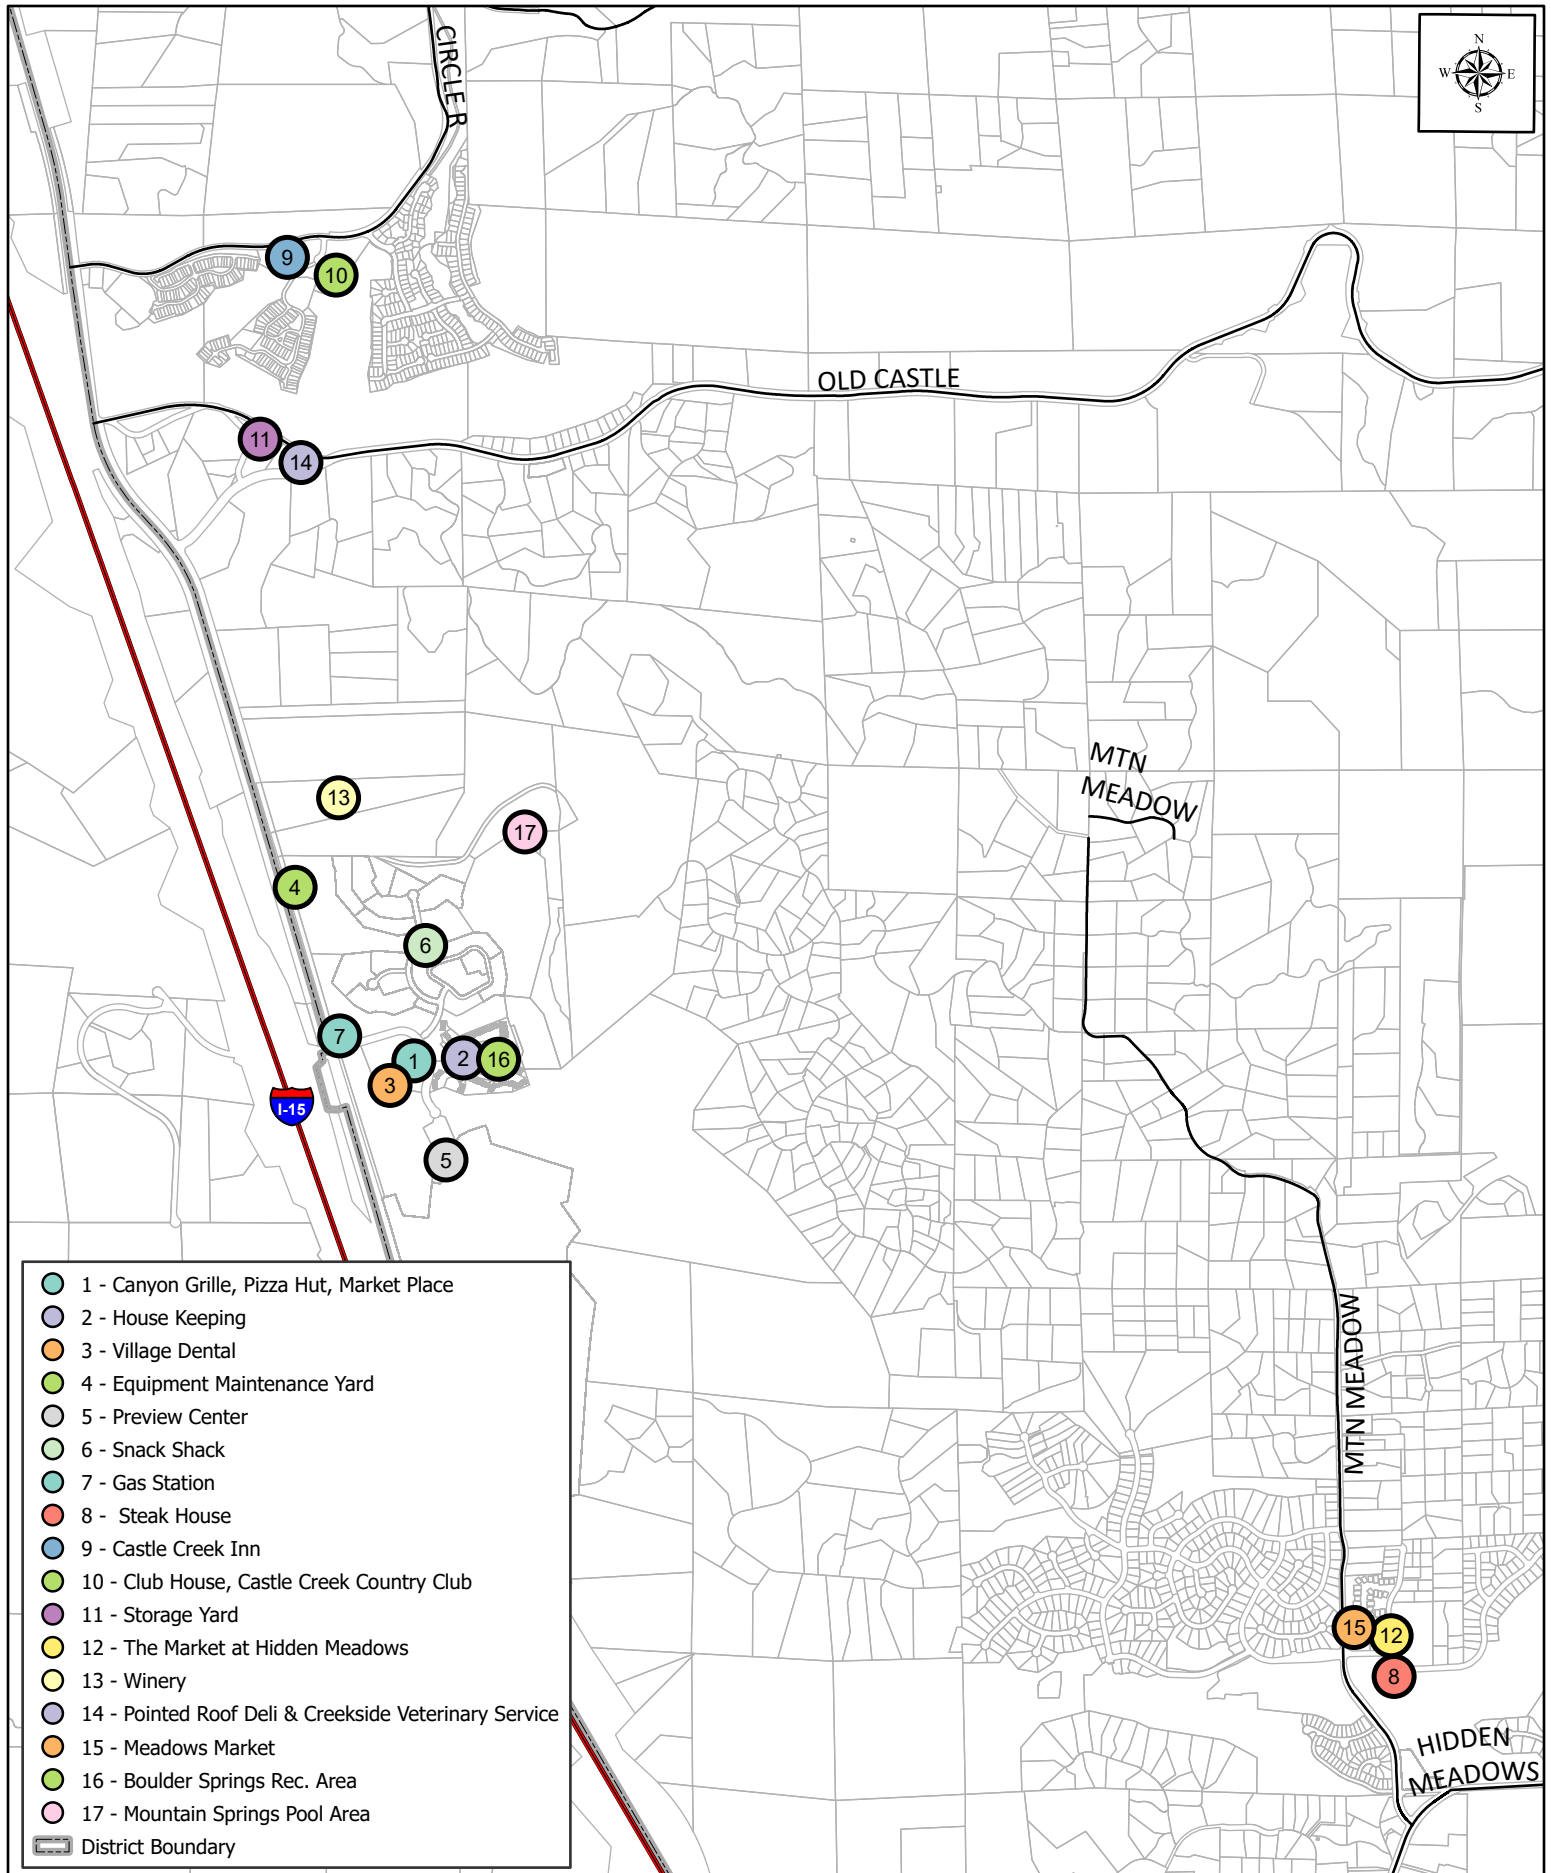 CIRCLE R
N
W E
S
9
10
OLD CASTLE
11
14
MTN
MEADOW
13
17
4
6
7
1
2
16
3
I-15
5
MTN MEADOW
15
12
8
HIDDEN
MEADOWS
1 - Canyon Grille, Pizza Hut, Market Place
2 - House Keeping
3 - Village Dental
4 - Equipment Maintenance Yard
5 - Preview Center
6 - Snack Shack
7 - Gas Station
8 -  Steak House
9 - Castle Creek Inn
10 - Club House, Castle Creek Country Club
11 - Storage Yard
12 - The Market at Hidden Meadows
13 - Winery
14 - Pointed Roof Deli & Creekside Veterinary Service
15 - Meadows Market
16 - Boulder Springs Rec. Area
17 - Mountain Springs Pool Area
District Boundary